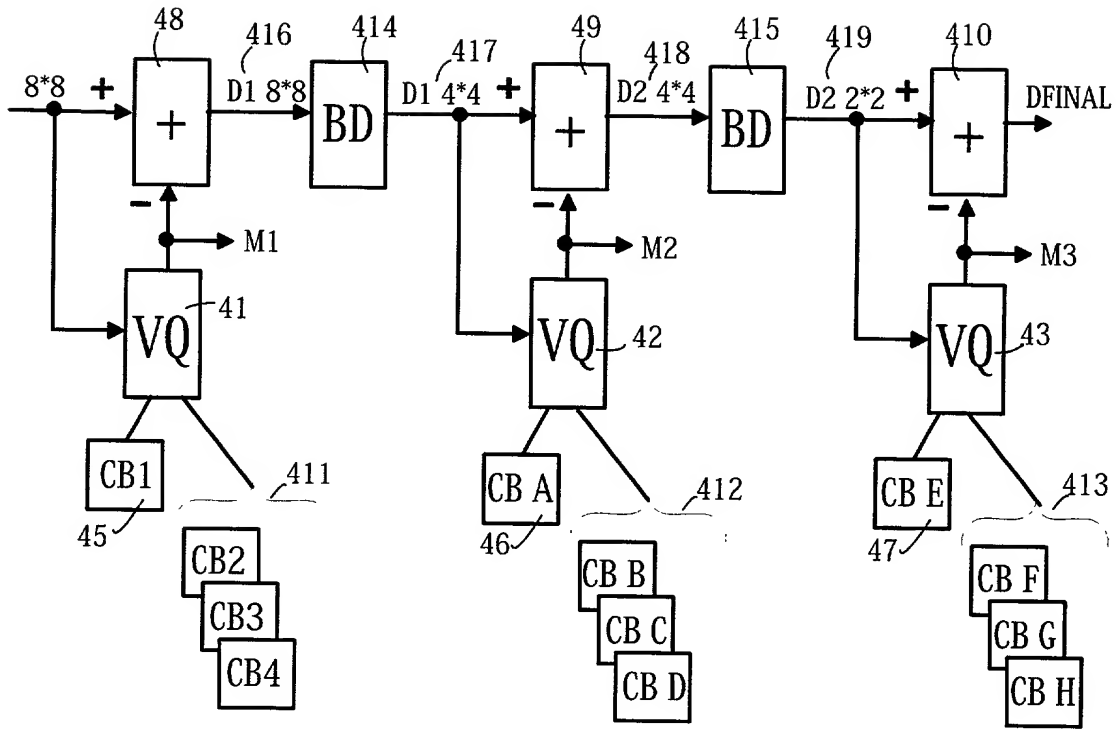 48
416
414
417
49
418
415
419
410
8*8
+
D1 8*8
D1 4*4
+
D2 4*4
D2 2*2
+
DFINAL
+
BD
+
BD
+
−
M1
−
M2
−
M3
41
VQ
42
VQ
43
VQ
CB1
45
411
CB A
46
412
CB E
47
413
CB2
CB3
CB4
CB B
CB C
CB D
CB F
CB G
CB H